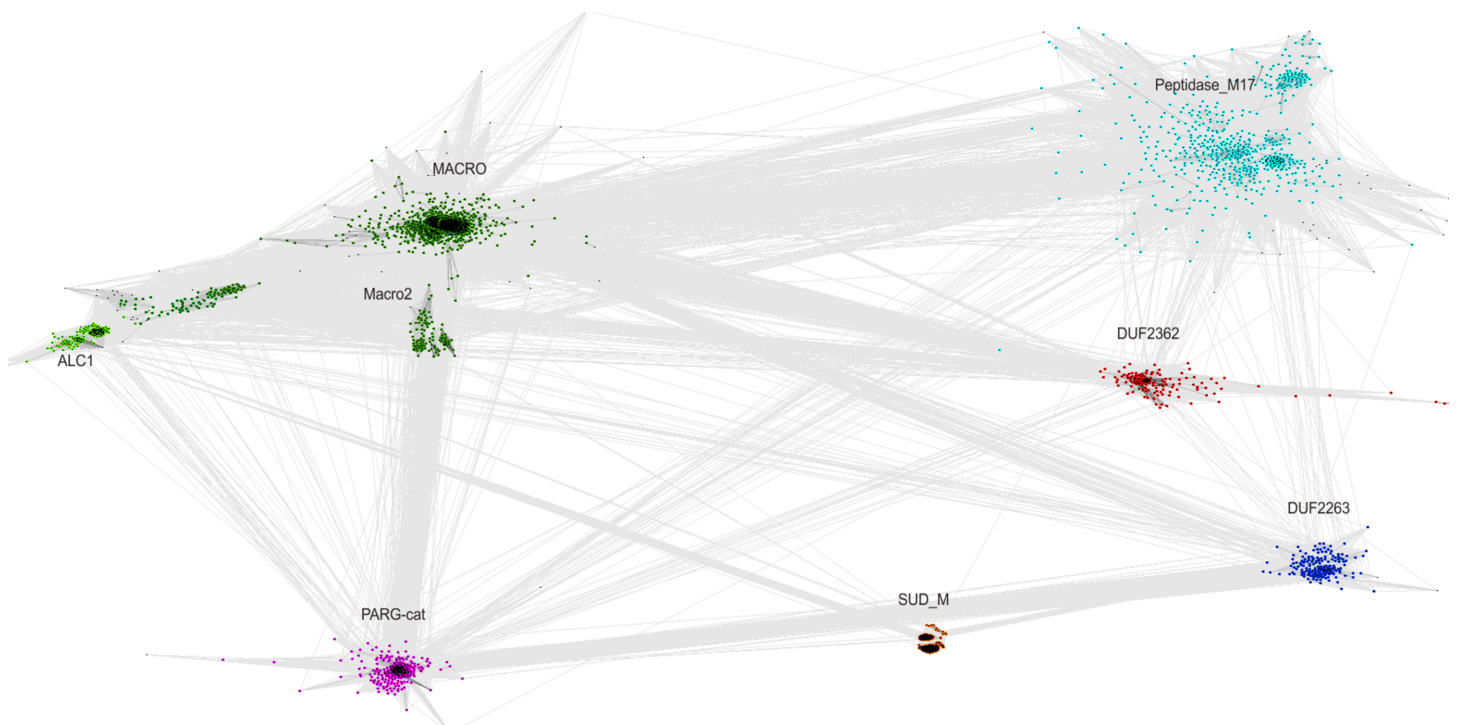 Peptidase_M17
MACRO
Macro2
DUF2362
ALC1
DUF2263
SUD_M
PARG-cat